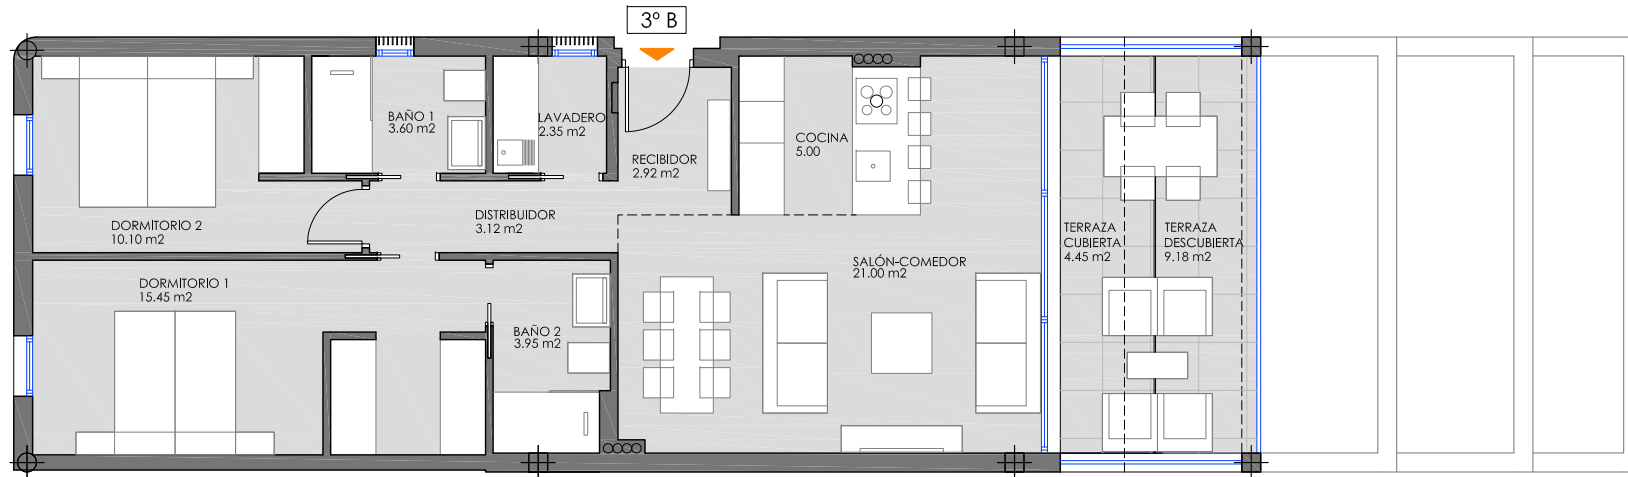 3º B
BAÑO 1
3.60 m2
LAVADERO
2.35 m2
COCINA
5.00
RECIBIDOR
2.92 m2
DORMITORIO 2
10.10 m2
DISTRIBUIDOR
3.12 m2
TERRAZA
CUBIERTA
4.45 m2
TERRAZA
DESCUBIERTA
9.18 m2
SALÓN-COMEDOR
21.00 m2
DORMITORIO 1
15.45 m2
BAÑO 2
3.95 m2